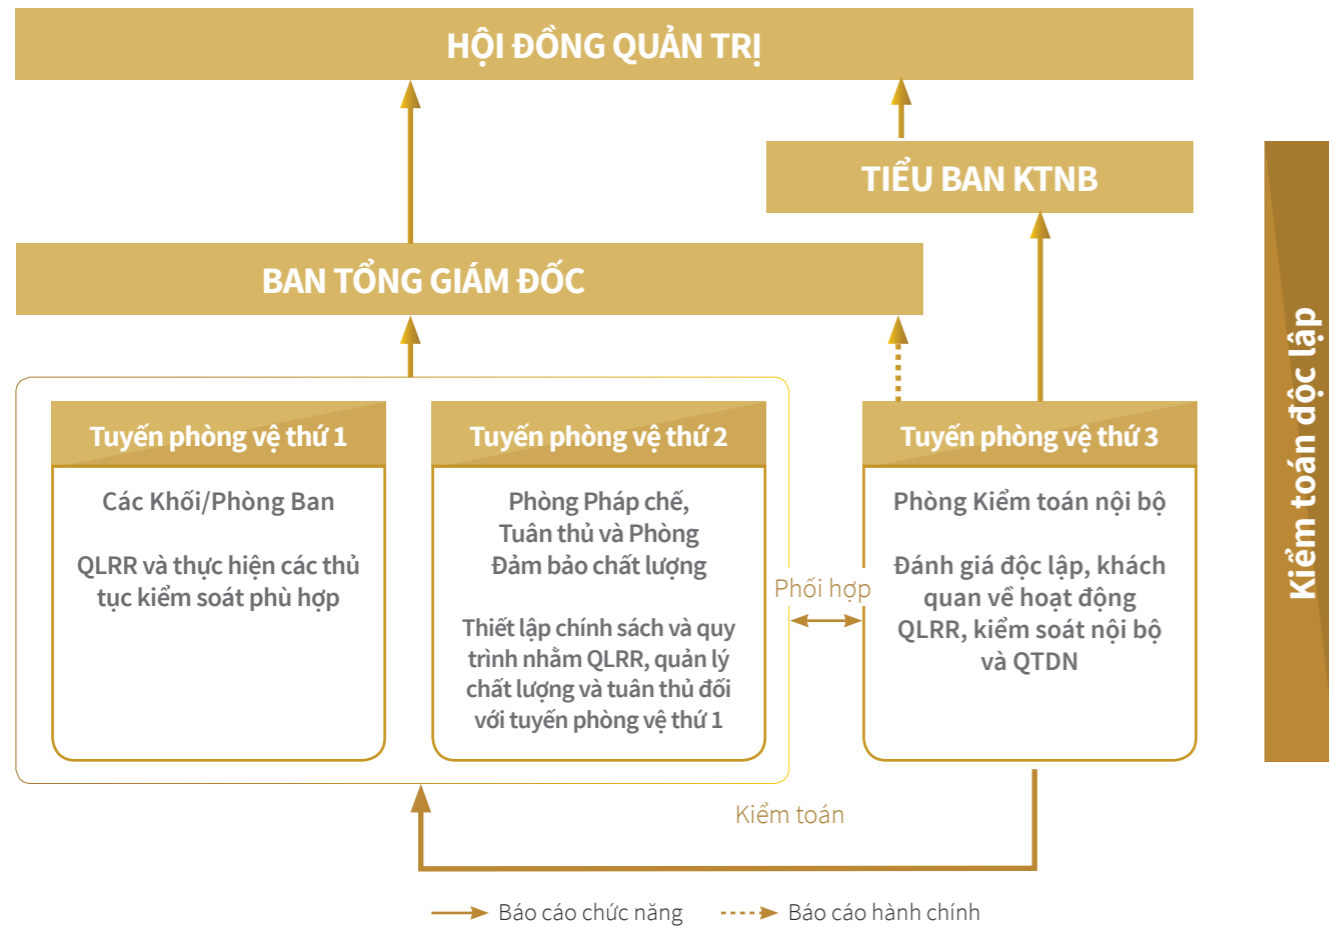 HỘI ĐỒNG QUẢN TRỊ
TIỂU BAN KTNB
BAN TỔNG GIÁM ĐỐC
Tuyến phòng vệ thứ 1
Các Khối/Phòng Ban
QLRR và thực hiện các thủ
tục kiểm soát phù hợp
Tuyến phòng vệ thứ 2
Phòng Pháp chế,
Tuân thủ và Phòng
Đảm bảo chất lượng
Thiết lập chính sách và quy
trình nhằm QLRR, quản lý
chất lượng và tuân thủ đối
với tuyến phòng vệ thứ 1
Phối hợp
Tuyến phòng vệ thứ 3
Phòng Kiểm toán nội bộ
Đánh giá độc lập, khách
quan về hoạt động
QLRR, kiểm soát nội bộ
và QTDN
Kiểm toán độc lập
Kiểm toán
Báo cáo chức năng
Báo cáo hành chính